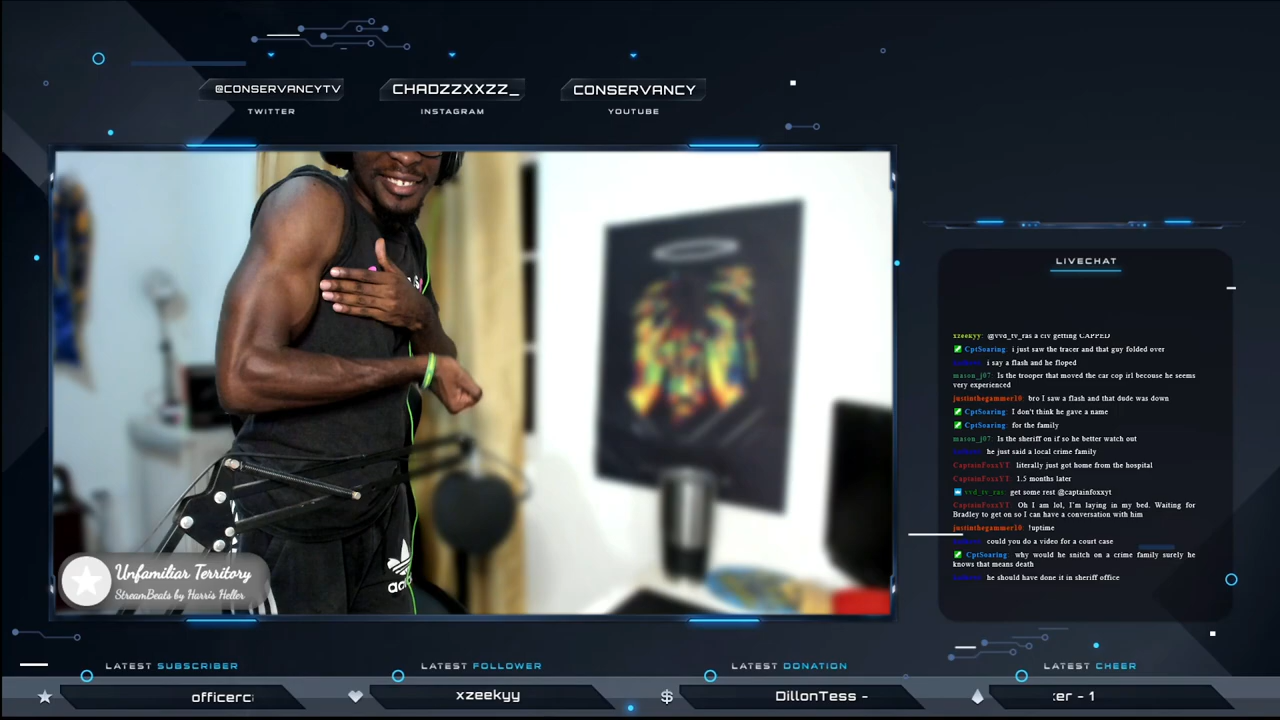 @CONSERVANCYTV
TWITTER
CHADZZXXZZ_
INSTAGRAM
CONSERVANCY
YOUTUBE
LIVECHAT
xzeekyy: @vvd_tv_ras a civ getting CAPPED
CptSoaring: i just saw the tracer and that guy folded over
i say a flash and he floped
mason_j07: Is the trooper that moved the car cop irl becouse he seems
very experienced
justinthegammer10: bro I saw a flash and that dude was down
CptSoaring: I don't think he gave a name
CptSoaring: for the family
mason_j07: Is the sheriff on if so he better watch out
he just said a local crime family
CaptainFoxxYT: literally just got home from the hospital
CaptainFoxxYT: 1.5 months later
vvd_tv_ras: get some rest @captainfoxxyt
CaptainFoxxYT: Oh I am lol, I'm laying in my bed. Waiting for
Bradley to get on so I can have a conversation with him
justinthegammer10: !uptime
could you do a video for a court case
CptSoaring: why would he snitch on a crime family surely he
knows that means death
he should have done it in sheriff office
adi
Unfamiliar Territory
StreamBeats by Harris Heller
LATEST SUBSCRIBER
officerc
LATEST FOLLOWER
xzeekyy
LATEST DONATION
$ DillonTess -
LATEST CHEER
er - 1